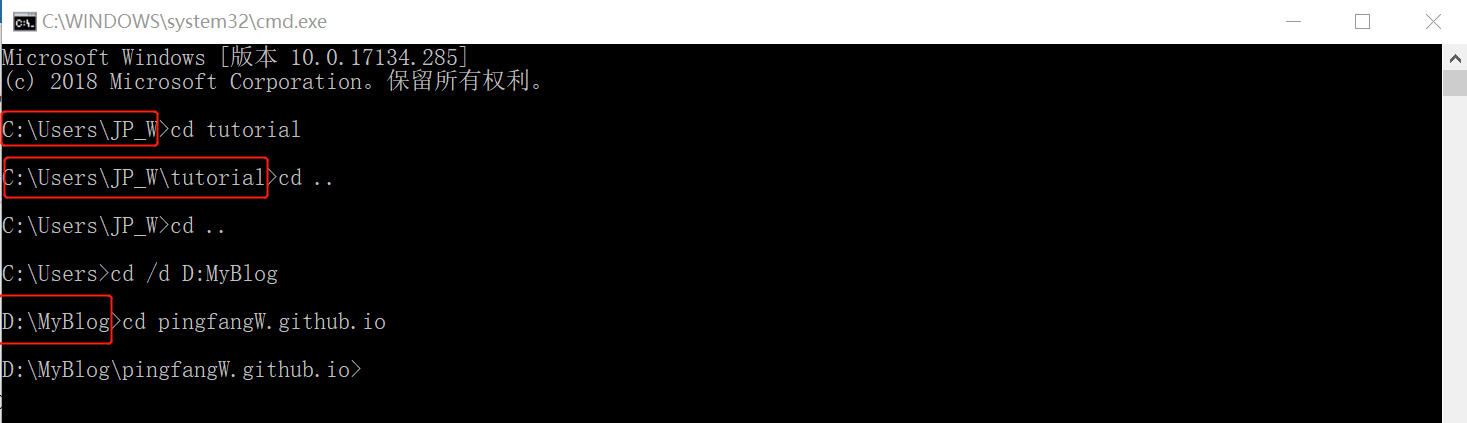 C:\WINDOWS\system32\cmd.exe
Microsoft Windows [版本 10.0.17134.285]
(c) 2018 Microsoft Corporation。保留所有权利。
C:\Users\JP_W>cd tutorial
C:\Users\JP_W\tutorial>cd ..
C:\Users\JP_W>cd ..
C:\Users>cd /d D:MyBlog
D:\MyBlog>cd pingfangW.github.io
D:\MyBlog\pingfangW.github.io>